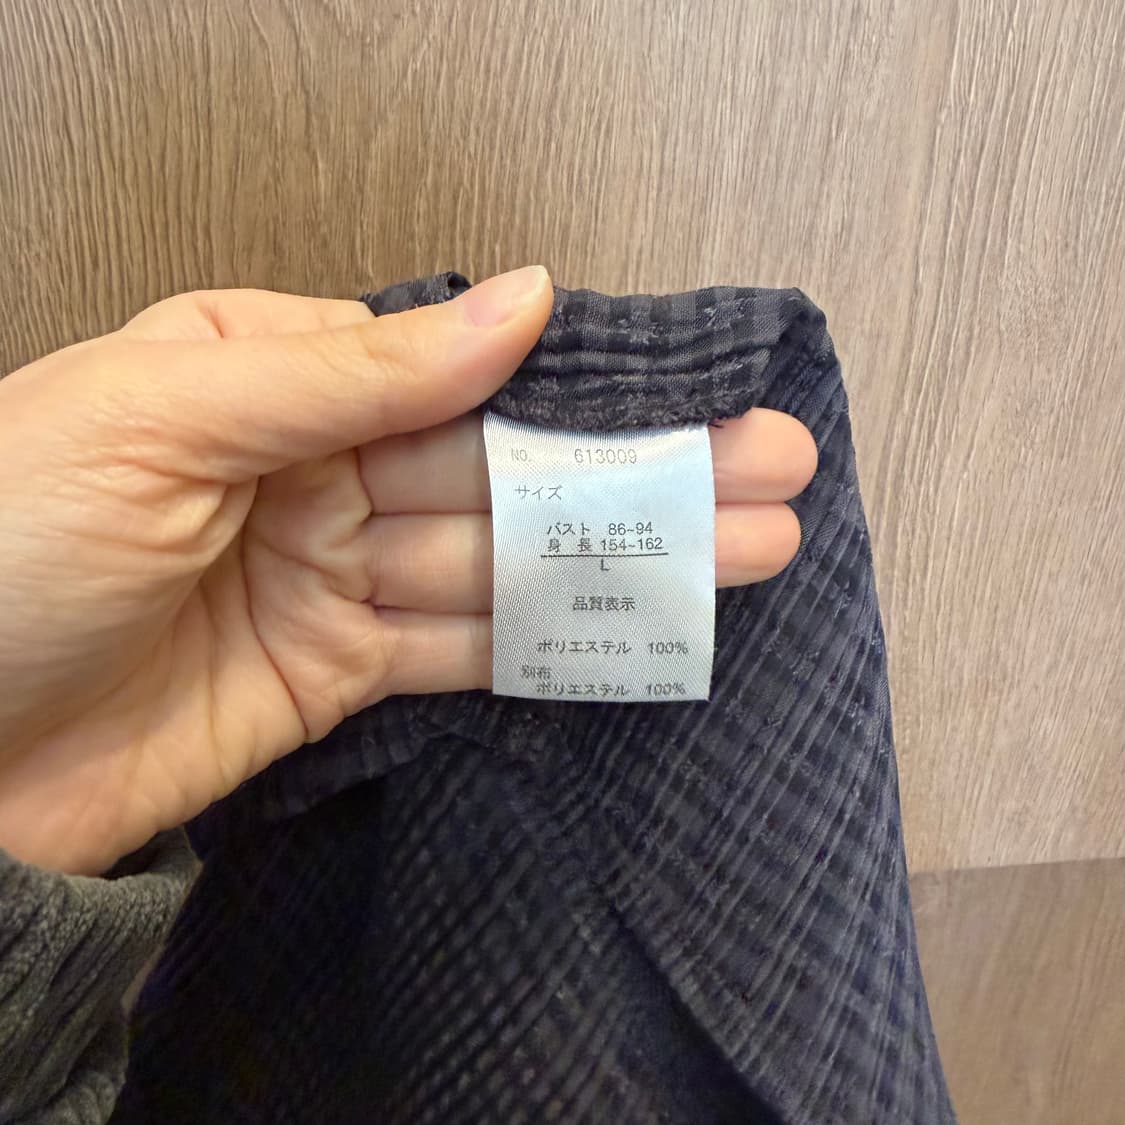 NO. 613009
サイズ
バスト 86~94
身 長 154~162
L
品質表示
ポリエステル 100%
別布
ポリエステル 100%